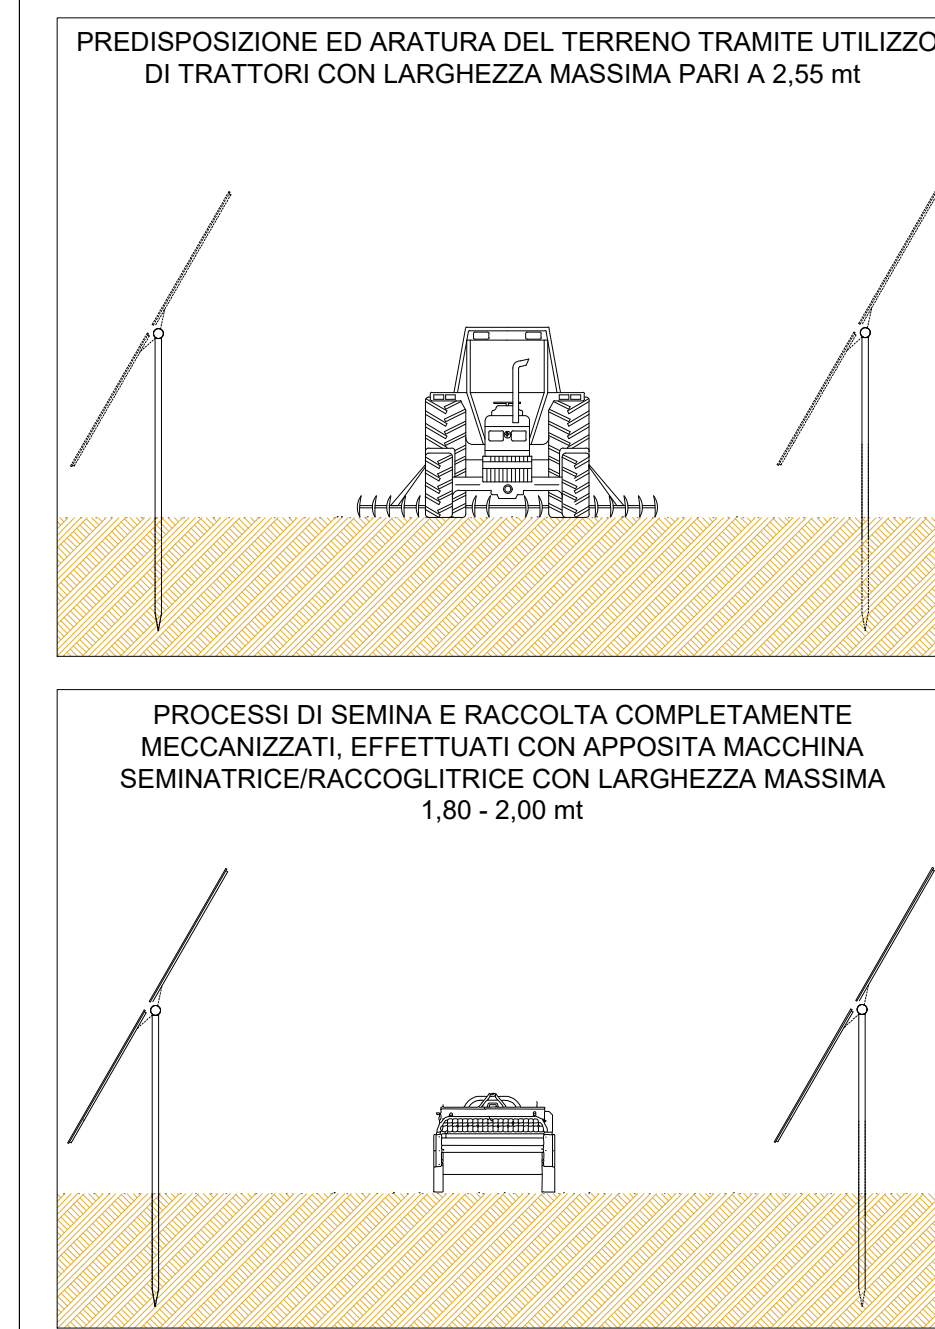 PREDISPOSIZIONE ED ARATURA DEL TERRENO TRAMITE UTILIZZO
DI TRATTORI CON LARGHEZZA MASSIMA PARI A 2,55 mt
PROCESSI DI SEMINA E RACCOLTA COMPLETAMENTE
MECCANIZZATI, EFFETTUATI CON APPOSITA MACCHINA
SEMINATRICE/RACCOGLITRICE CON LARGHEZZA MASSIMA
1,80 - 2,00 mt